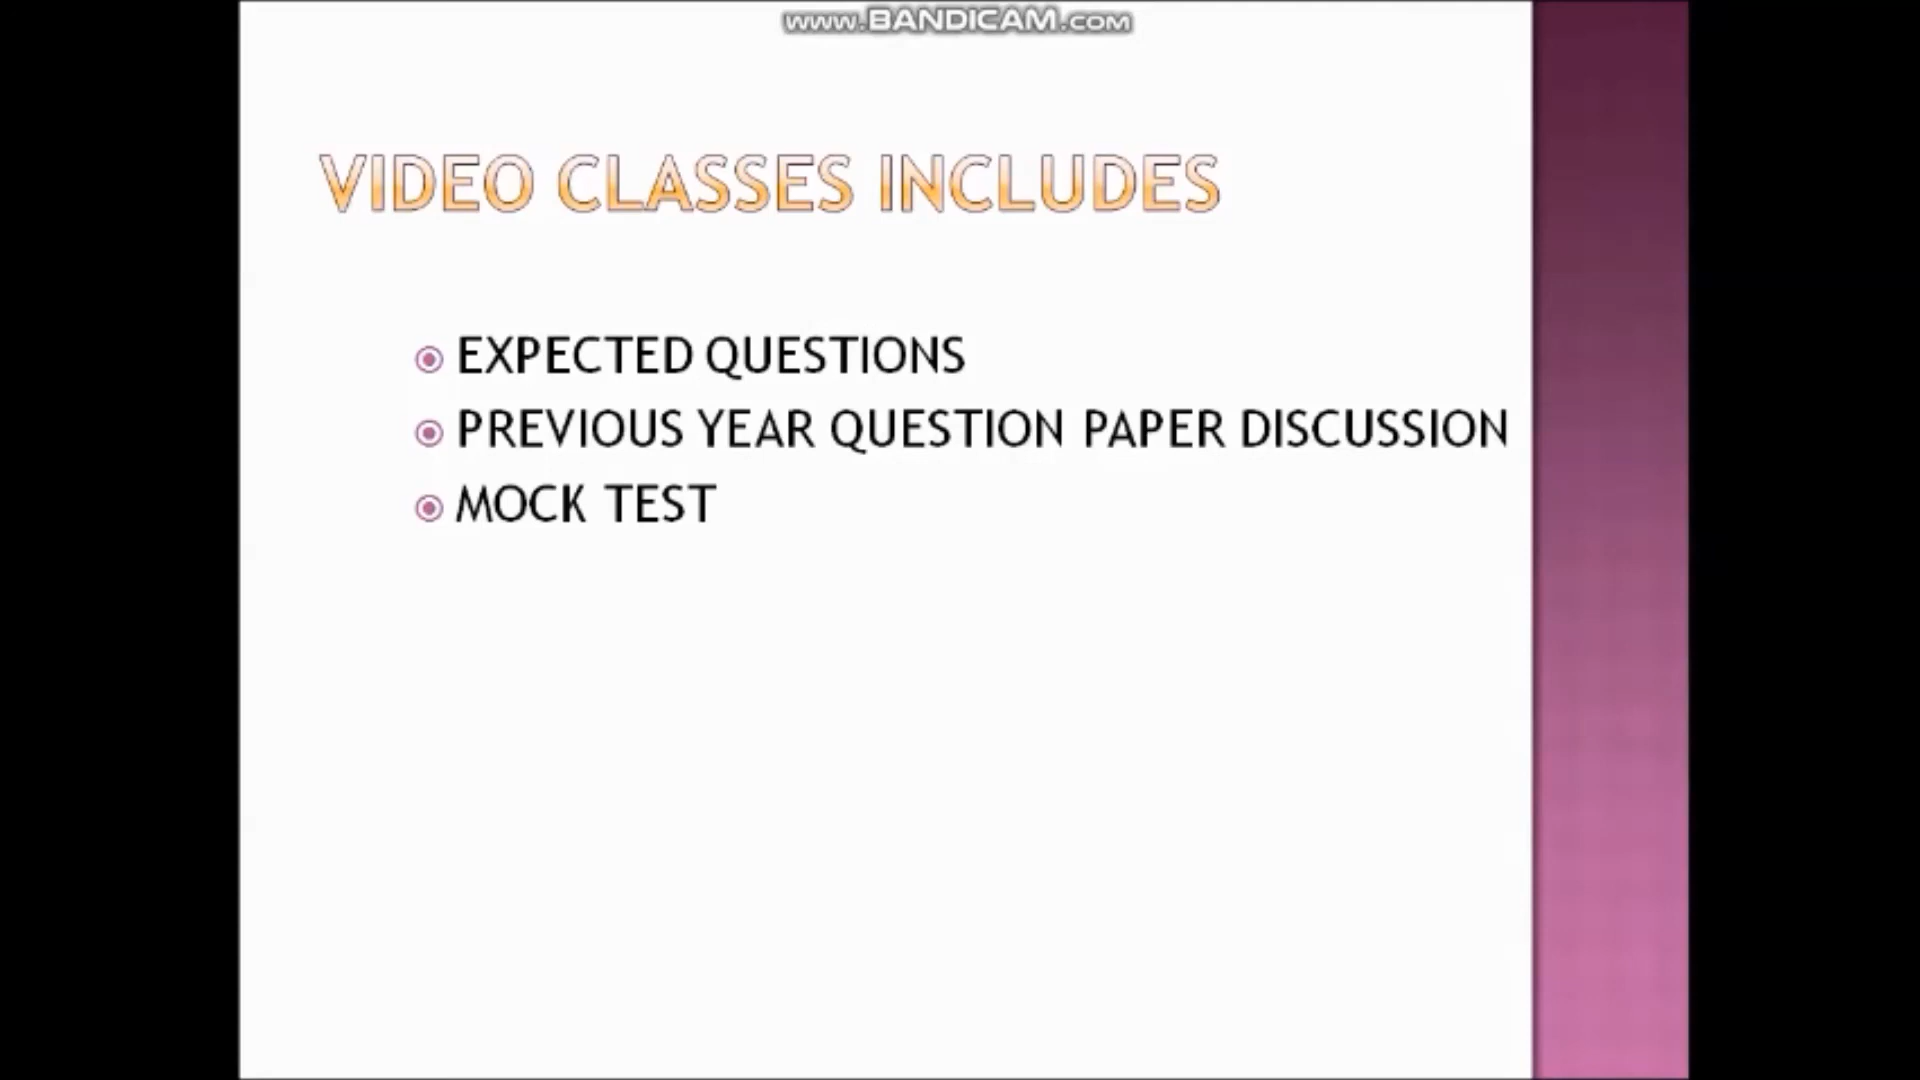 www.BANDICAM.com
VIDEO CLASSES INCLUDES
EXPECTED QUESTIONS
PREVIOUS YEAR QUESTION PAPER DISCUSSION
MOCK TEST